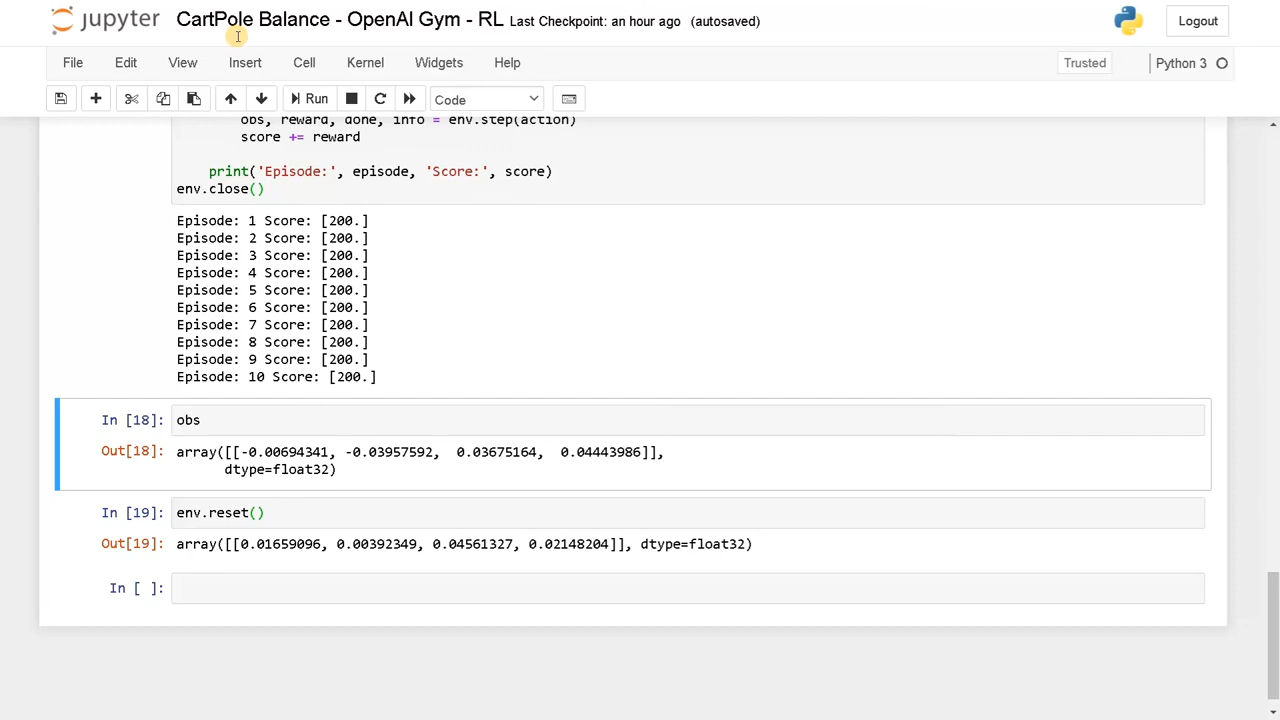 jupyter CartPole Balance - OpenAI Gym - RL Last Checkpoint: an hour ago (autosaved) Logout
File Edit View Insert Cell Kernel Widgets Help Trusted Python 3
Run Code
obs, reward, done, info = env.step(action)
score += reward
print('Episode:', episode, 'Score:', score)
env.close()
Episode: 1 Score: [200.]
Episode: 2 Score: [200.]
Episode: 3 Score: [200.]
Episode: 4 Score: [200.]
Episode: 5 Score: [200.]
Episode: 6 Score: [200.]
Episode: 7 Score: [200.]
Episode: 8 Score: [200.]
Episode: 9 Score: [200.]
Episode: 10 Score: [200.]
In [18]: obs
Out[18]: array([[-0.00694341, -0.03957592, 0.03675164, 0.04443986]],
dtype=float32)
In [19]: env.reset()
Out[19]: array([[0.01659096, 0.00392349, 0.04561327, 0.02148204]], dtype=float32)
In [ ]: